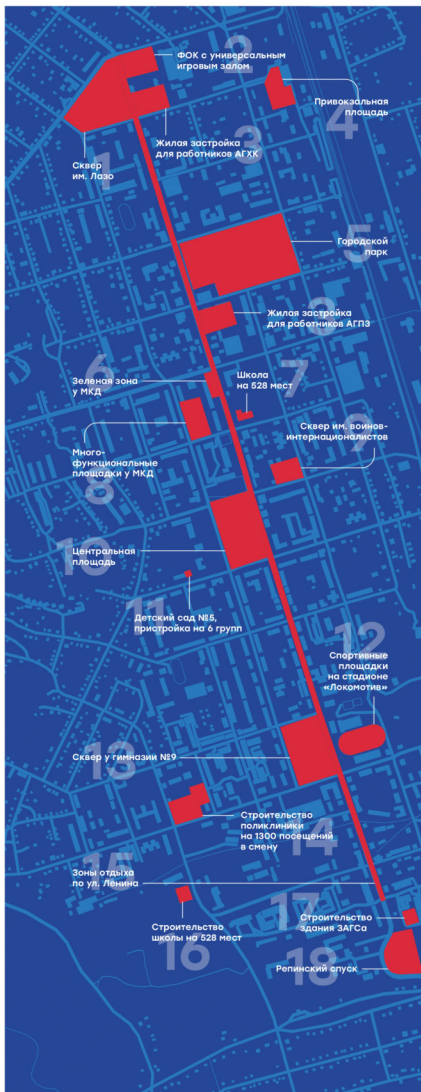 2
ФОК с универсальным
игровым залом
4
Привокзальная
площадь
3
Жилая застройка
для работников АГХК
1
Сквер
им. Лазо
5
Городской
парк
3
Жилая застройка
для работников АГПЗ
6
Зеленая зона
у МКД
7
Школа
на 528 мест
9
Сквер им. воинов-
интернационалистов
8
Много-
функциональные
площадки у МКД
10
Центральная
площадь
11
Детский сад №5,
пристройка на 6 групп
12
Спортивные
площадки
на стадионе
«Локомотив»
13
Сквер у гимназии №9
14
Строительство
поликлиники
на 1300 посещений
в смену
15
Зоны отдыха
по ул. Ленина
16
Строительство
школы на 528 мест
17
Строительство
здания ЗАГСа
18
Репинский спуск